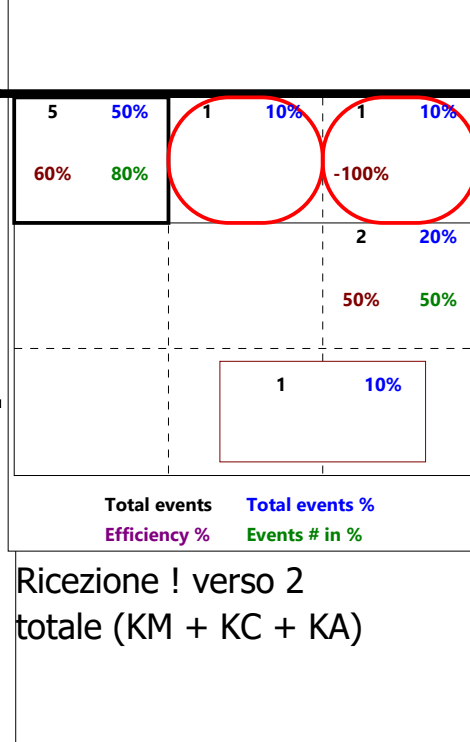 5 50% 1 10% 1 10%
60% 80% -100%
2 20%
50% 50%
1 10%
Total events Total events %
Efficiency % Events # in %
Ricezione ! verso 2
totale (KM + KC + KA)